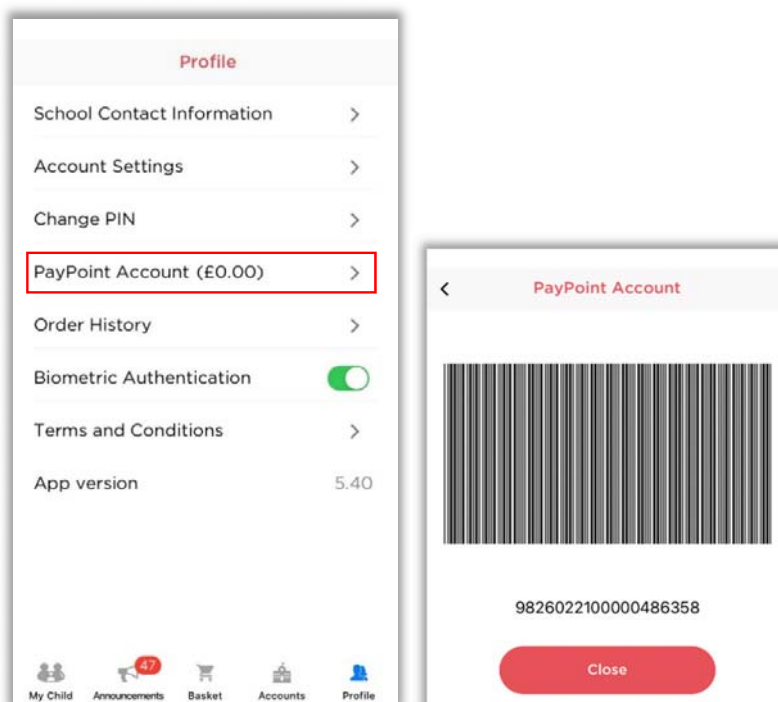 Profile
School Contact Information
Account Settings
Change PIN
PayPoint Account (£0.00)
Order History
Biometric Authentication
Terms and Conditions
App version 5.40
47
My Child Announcements Basket Accounts Profile
PayPoint Account
9826022100000486358
Close